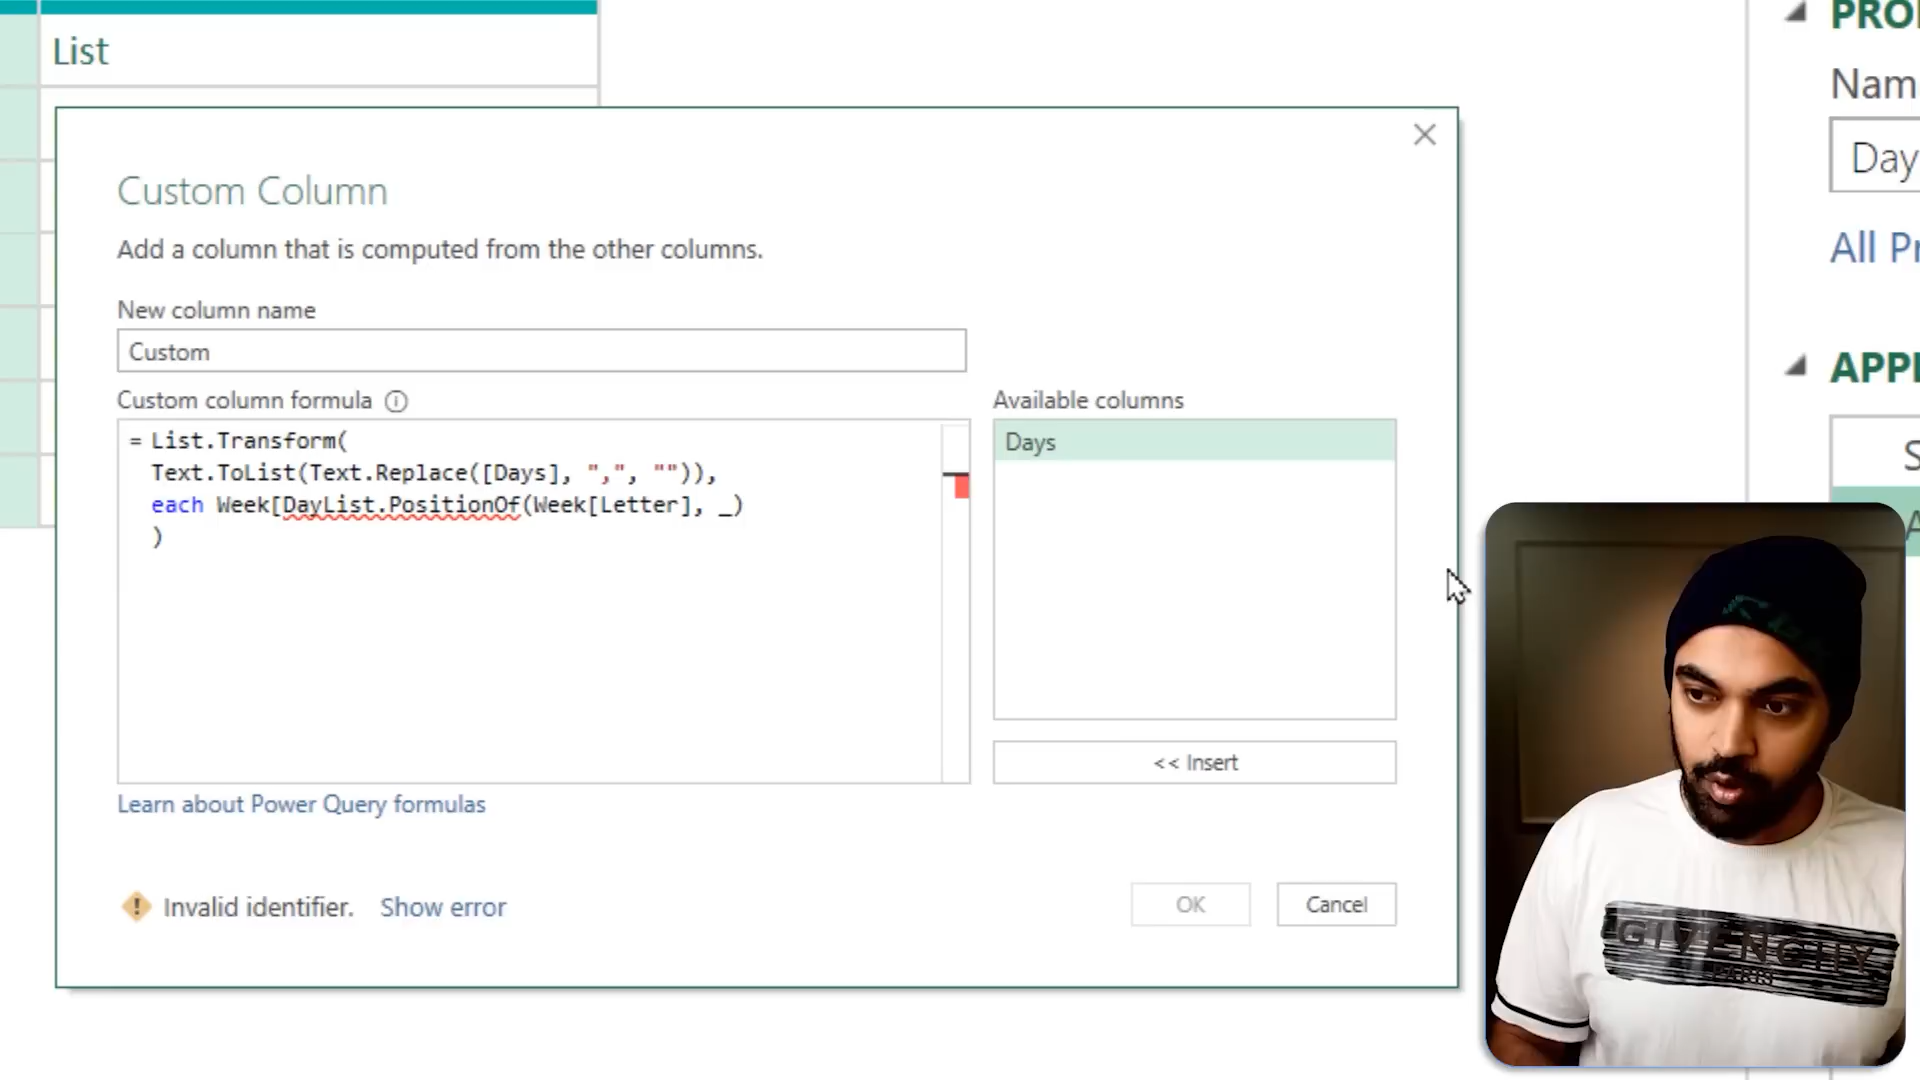 List
PRO
Nam
Day
All Pr
APPL
S
A
Custom Column
Add a column that is computed from the other columns.
New column name
Custom
Custom column formula
Available columns
= List.Transform(
Text.ToList(Text.Replace([Days], ",", "")),
each Week[DayList.PositionOf(Week[Letter], _)
)
Days
<< Insert
Learn about Power Query formulas
Invalid identifier. Show error
OK
Cancel
GIVENCHY
PARIS